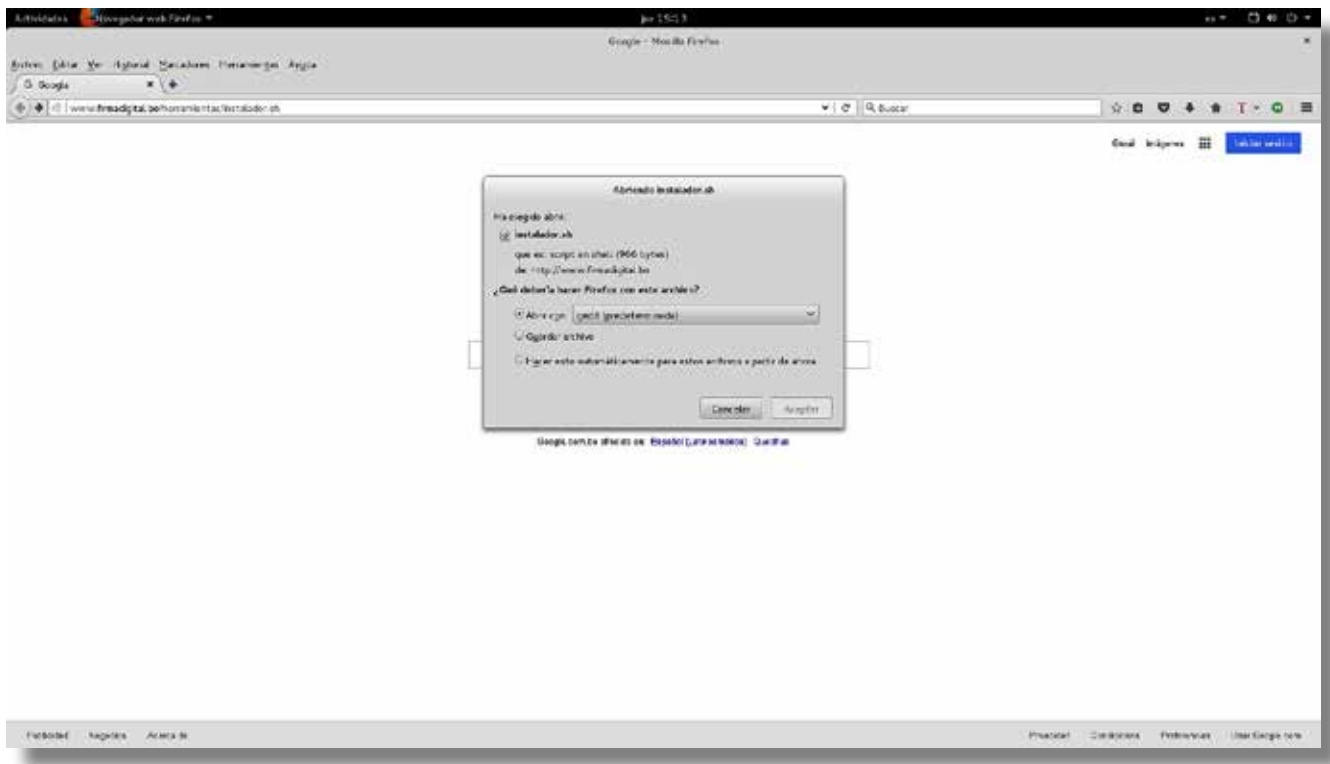 Actividades Navegador web Firefox
jue 15:13
es
Google - Mozilla Firefox
Archivo Editar Ver Historial Marcadores Herramientas Ayuda
Google
www.firmadigital.bo/herramientas/instalador.sh
Buscar
Gmail Imágenes Iniciar sesión
Abriendo instalador.sh
Ha elegido abrir:
instalador.sh
que es: script en shell (966 bytes)
de: http://www.firmadigital.bo
¿Qué debería hacer Firefox con este archivo?
Abrir con gedit (predeterminada)
Guardar archivo
Hacer esto automáticamente para estos archivos a partir de ahora.
Cancelar Aceptar
Google.com.bo ofrecido en: Español (Latinoamérica) Quechua
Publicidad Negocios Acerca de
Privacidad Condiciones Preferencias Usar Google.com